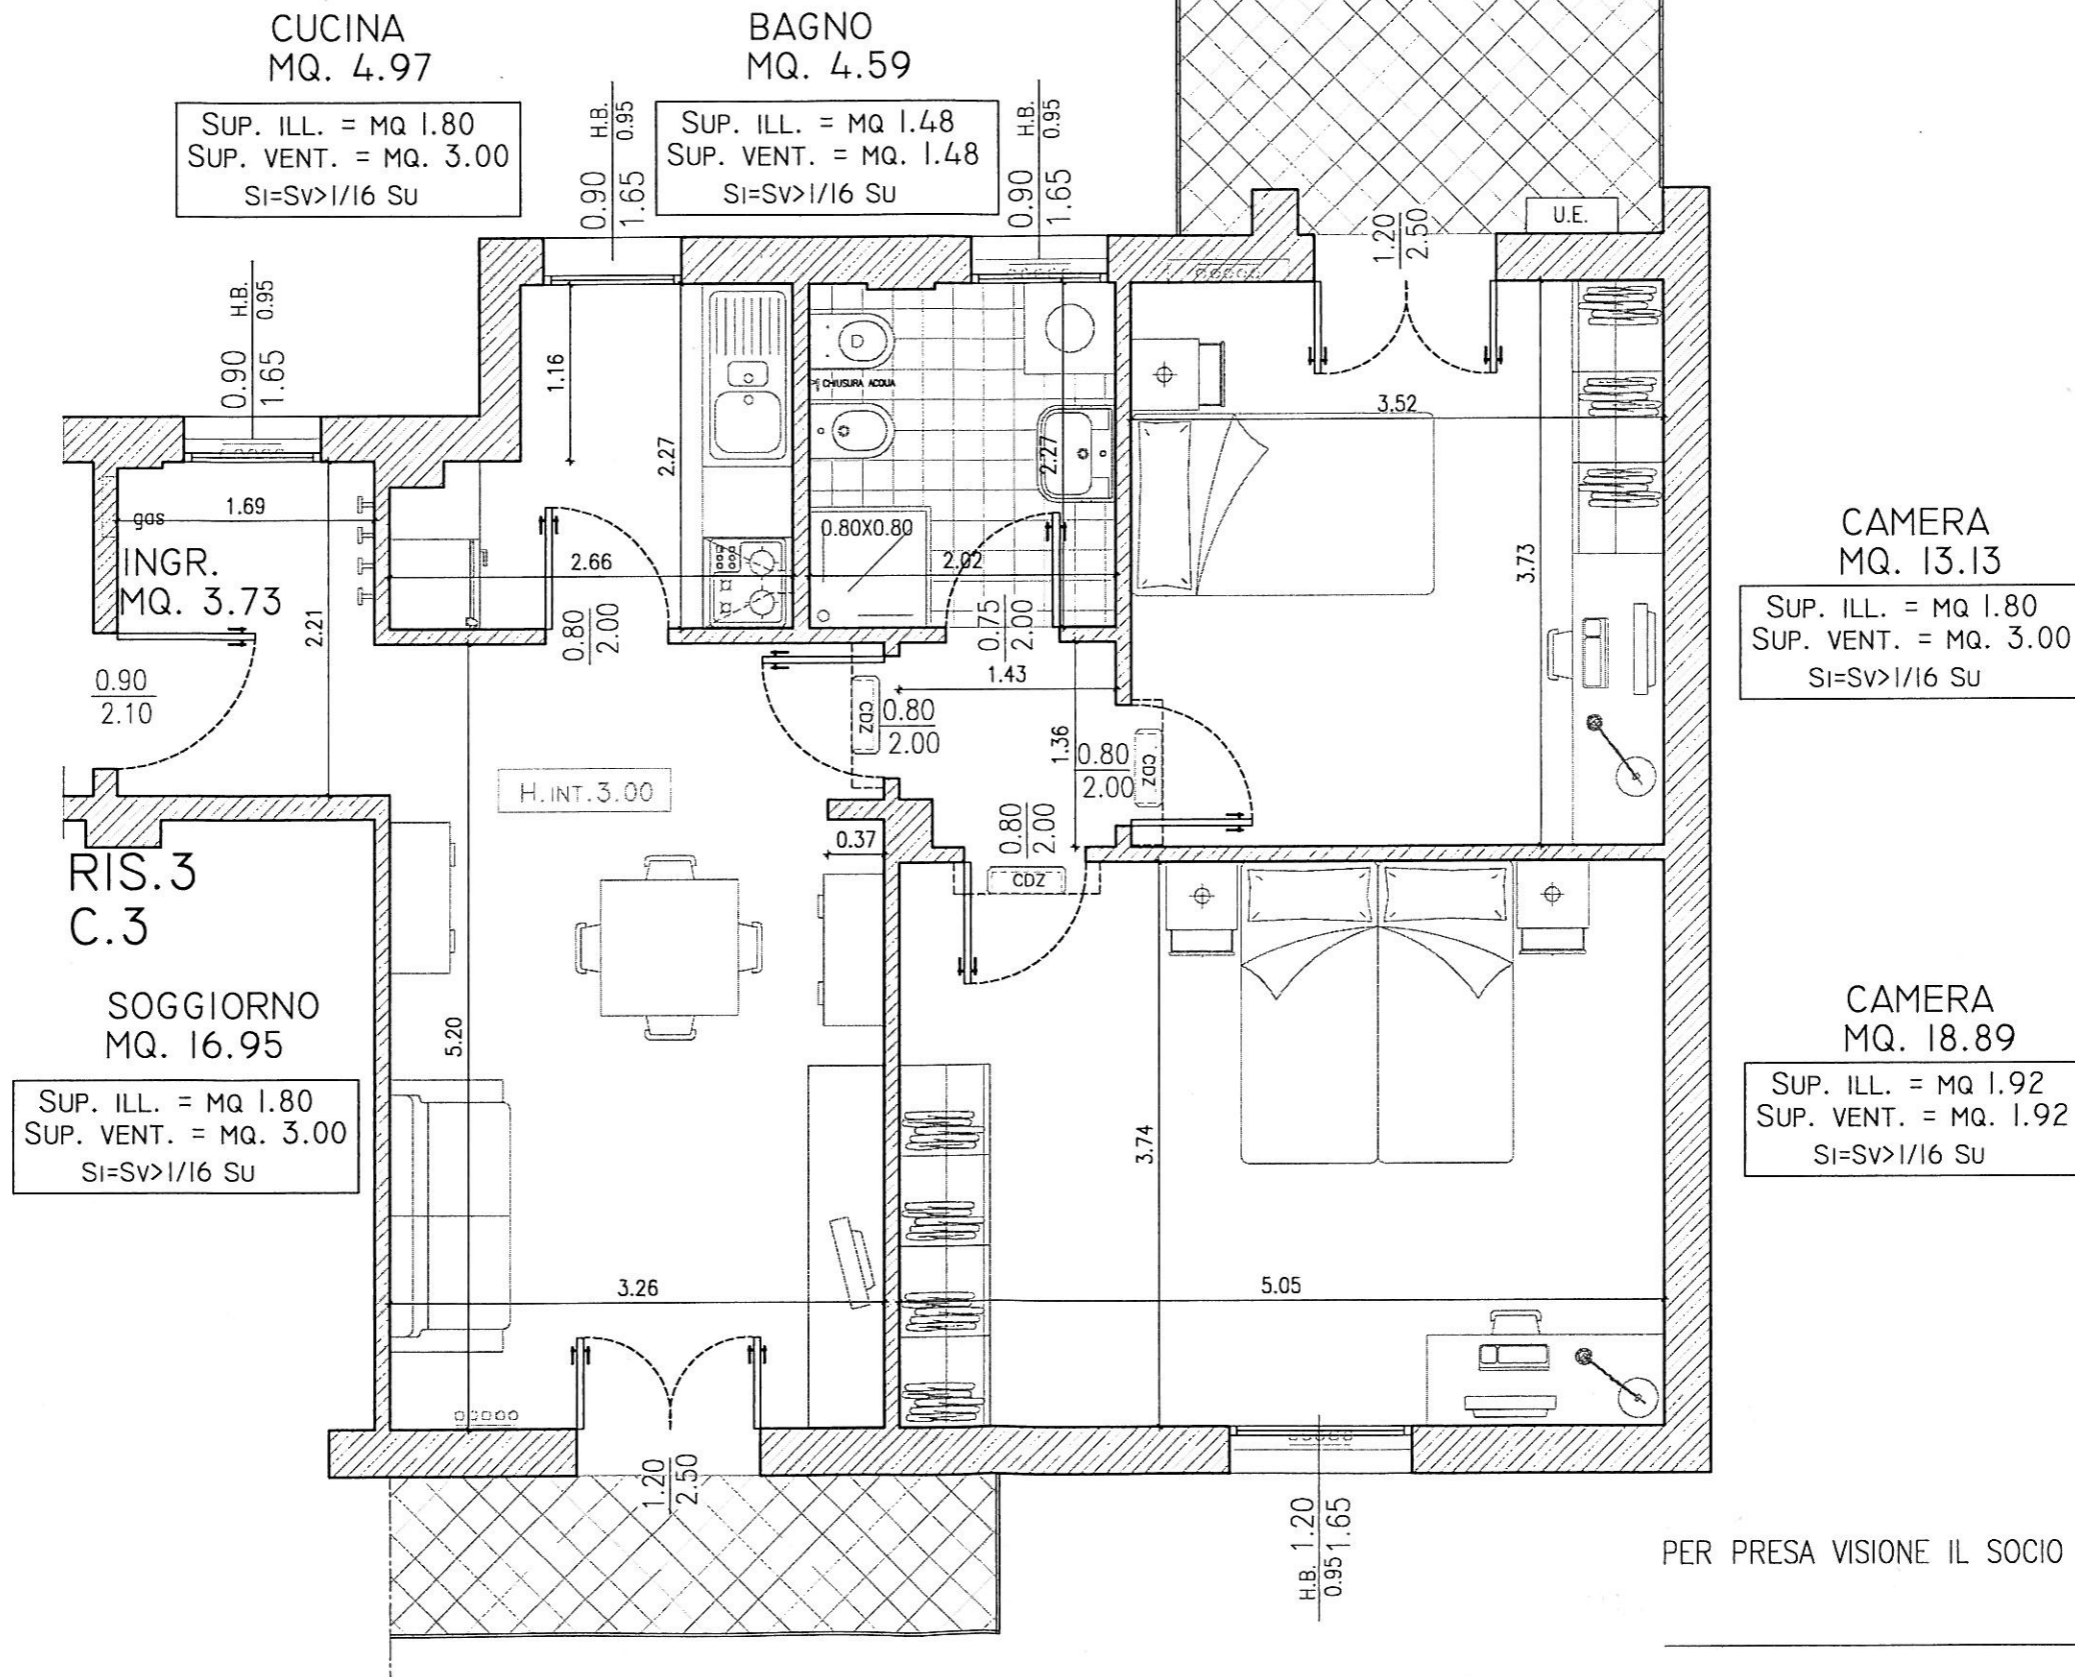 CUCINA
MQ. 4.97
SUP. ILL. = MQ 1.80
SUP. VENT. = MQ. 3.00
SI=SV>1/16 SU
BAGNO
MQ. 4.59
SUP. ILL. = MQ 1.48
SUP. VENT. = MQ. 1.48
SI=SV>1/16 SU
H.B.
0.95
0.90
1.65
H.B.
0.95
0.90
1.65
H.B.
0.95
0.90
1.65
1.20
2.50
U.E.
1.16
2.27
D
CHIUSURA ACQUA
2.27
3.52
gas
1.69
INGR.
MQ. 3.73
2.21
2.66
0.80X0.80
2.02
3.73
0.80
2.00
0.75
2.00
1.43
0.90
2.10
CDZ
0.80
2.00
1.36
0.80
2.00
CDZ
H.INT.3.00
0.80
2.00
0.37
CDZ
CAMERA
MQ. 13.13
SUP. ILL. = MQ 1.80
SUP. VENT. = MQ. 3.00
SI=SV>1/16 SU
RIS.3
C.3
SOGGIORNO
MQ. 16.95
SUP. ILL. = MQ 1.80
SUP. VENT. = MQ. 3.00
SI=SV>1/16 SU
5.20
3.74
3.26
5.05
CAMERA
MQ. 18.89
SUP. ILL. = MQ 1.92
SUP. VENT. = MQ. 1.92
SI=SV>1/16 SU
1.20
2.50
H.B. 1.20
0.95 1.65
PER PRESA VISIONE IL SOCIO